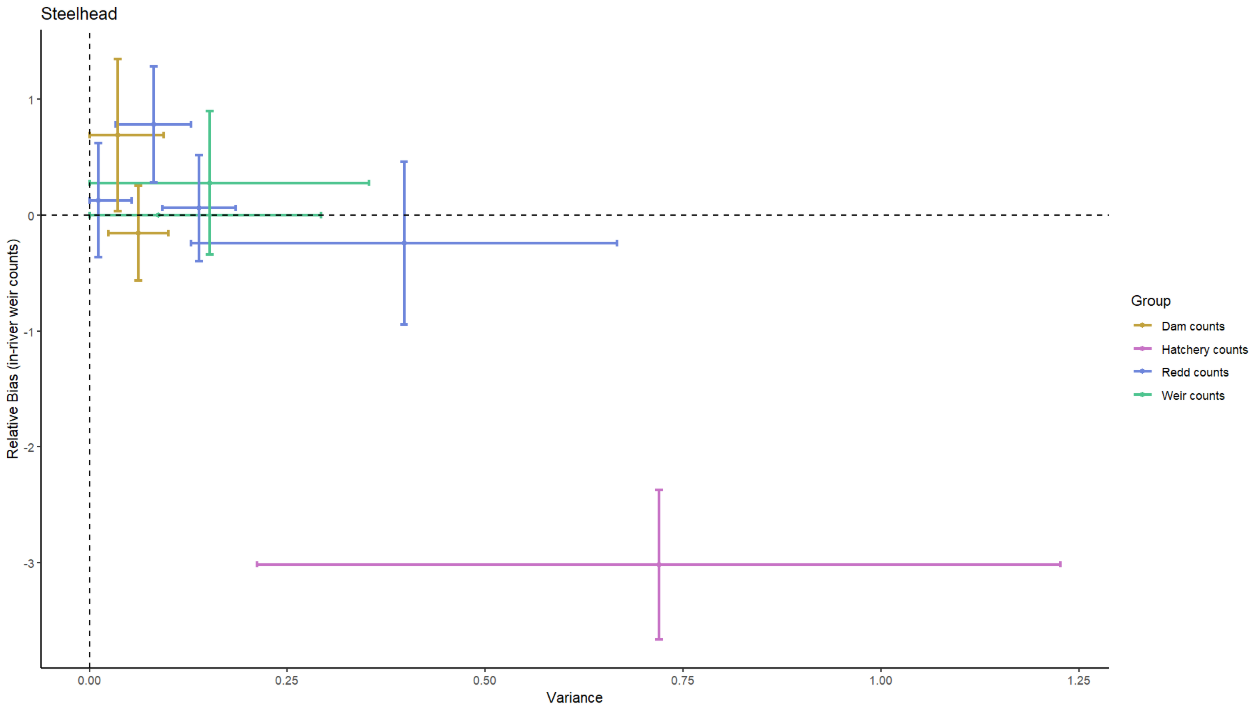 Steelhead
Relative Bias (in-river weir counts)
1
0
-1
-2
-3
0.00
0.25
0.50
0.75
1.00
1.25
Variance
Group
Dam counts
Hatchery counts
Redd counts
Weir counts